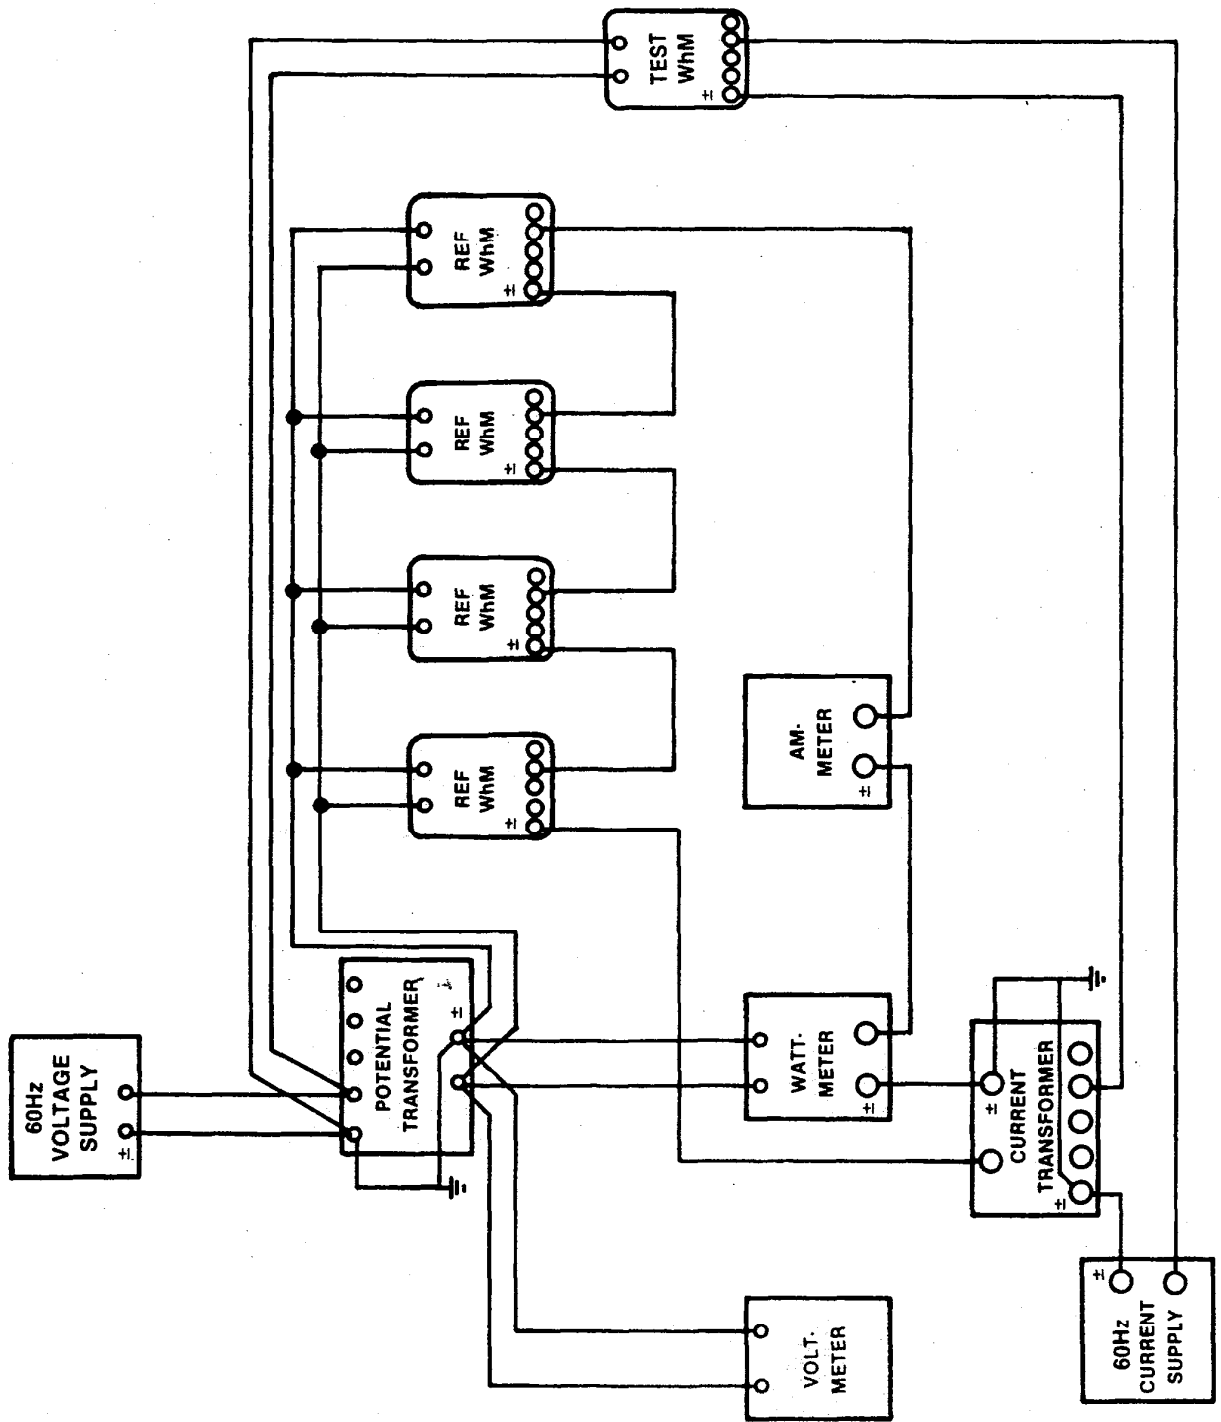 60Hz
VOLTAGE
SUPPLY
±
POTENTIAL
TRANSFORMER
±
REF
WhM
±
REF
WhM
±
REF
WhM
±
REF
WhM
±
TEST
WhM
±
VOLT-
METER
WATT-
METER
±
AM-
METER
±
CURRENT
TRANSFORMER
±
±
60Hz
CURRENT
SUPPLY
±